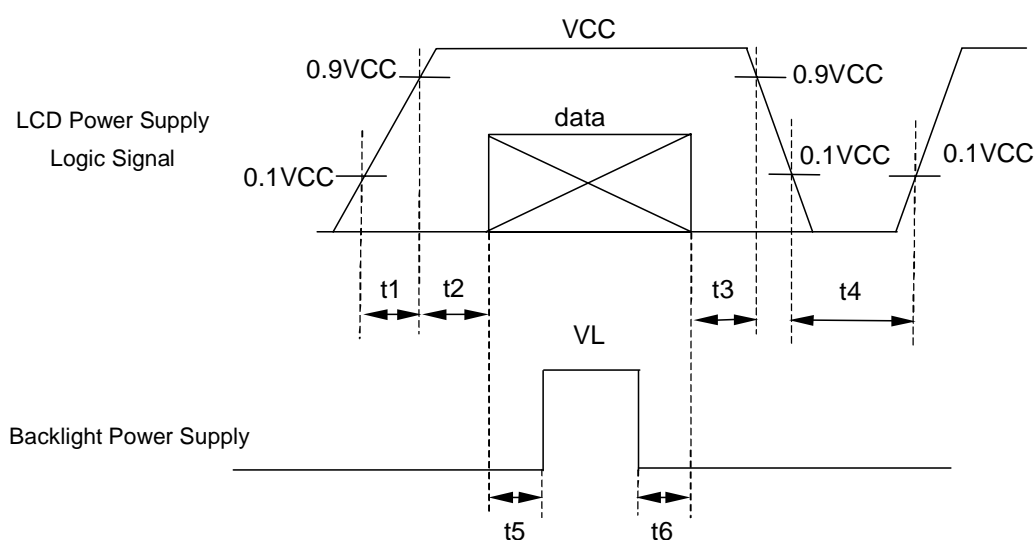 VCC
0.9VCC
0.9VCC
LCD Power Supply
Logic Signal
data
0.1VCC
0.1VCC
0.1VCC
t1
t2
t3
t4
VL
Backlight Power Supply
t5
t6